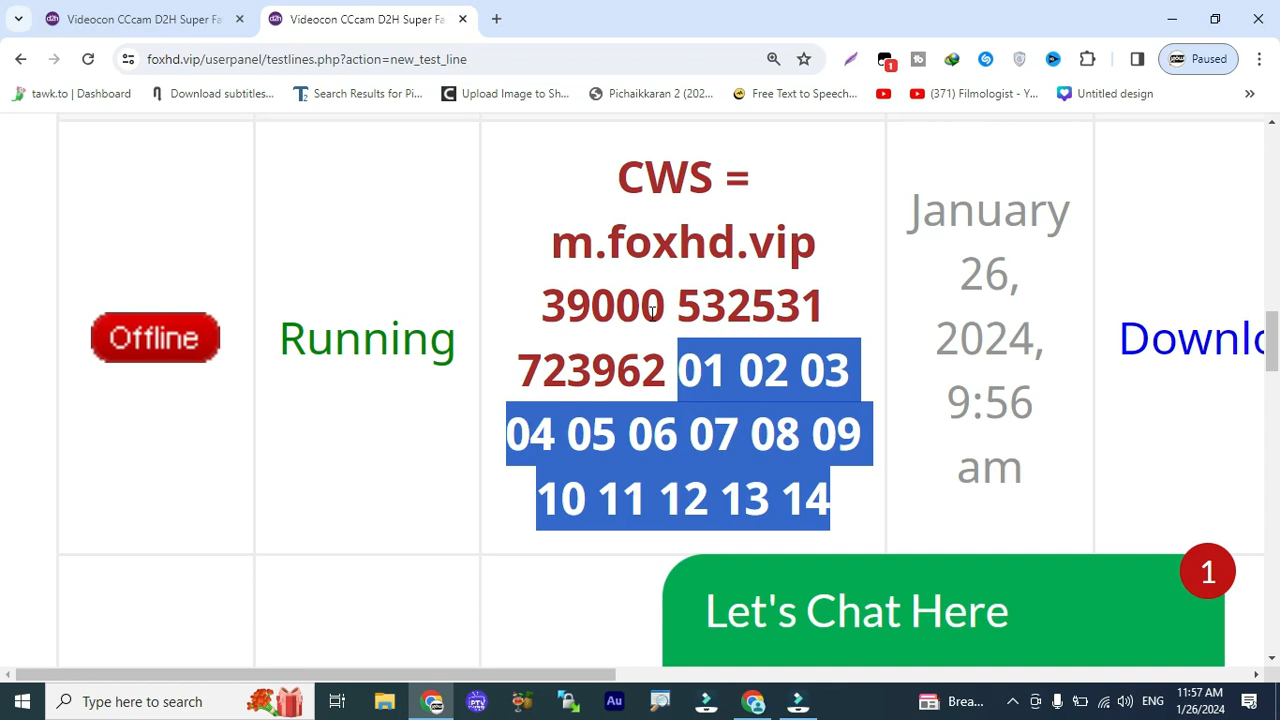 Videocon CCcam D2H Super Fa
Videocon CCcam D2H Super Fa
foxhd.vip/userpanel/testlines.php?action=new_test_line
1
Paused
tawk.to | Dashboard
Download subtitles...
Search Results for Pi...
Upload Image to Sh...
Pichaikkaran 2 (202...
Free Text to Speech...
(371) Filmologist - Y...
Untitled design
Offline
Running
CWS =
m.foxhd.vip
39000 532531
723962 01 02 03
04 05 06 07 08 09
10 11 12 13 14
January
26,
2024,
9:56
am
Downlo
Let's Chat Here
1
Type here to search
Brea...
ENG
11:57 AM
1/26/2024